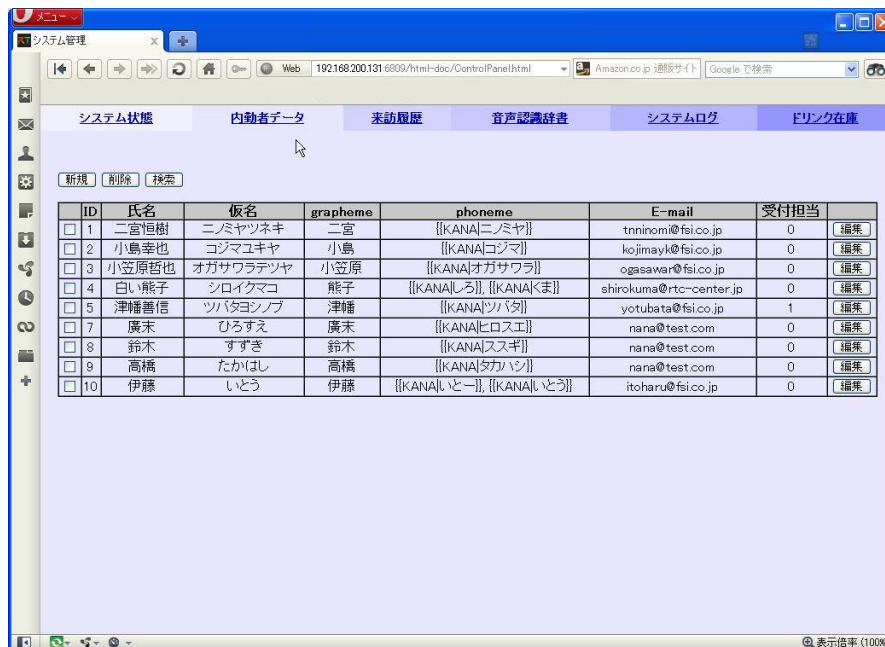 メニュー
システム管理
Web 192.168.200.131:6809/html-doc/ControlPanel.html Amazon.co.jp 通販サイト Google で検索
システム状態 内勤者データ 来訪履歴 音声認識辞書 システムログ ドリンク在庫
新規 削除 検索
ID 氏名 仮名 grapheme phoneme E-mail 受付担当
1 二宮恒樹 ニノミヤツネキ 二宮 {{KANA|ニノミヤ}} tnninomi@fsi.co.jp 0 編集
2 小島幸也 コジマユキヤ 小島 {{KANA|コジマ}} kojimayk@fsi.co.jp 0 編集
3 小笠原哲也 オガサワラテツヤ 小笠原 {{KANA|オガサワラ}} ogasawar@fsi.co.jp 0 編集
4 白い熊子 シロイクマコ 熊子 {{KANA|しろ}}, {{KANA|くま}} shirokuma@rtc-center.jp 0 編集
5 津幡善信 ツバタヨシノブ 津幡 {{KANA|ツバタ}} yotubata@fsi.co.jp 1 編集
7 廣末 ひろすえ 廣末 {{KANA|ヒロスエ}} nana@test.com 0 編集
8 鈴木 すずき 鈴木 {{KANA|ススギ}} nana@test.com 0 編集
9 高橋 たかはし 高橋 {{KANA|タカハシ}} nana@test.com 0 編集
10 伊藤 いとう 伊藤 {{KANA|いとー}}, {{KANA|いとう}} itoharu@fsi.co.jp 0 編集
表示倍率 (100%